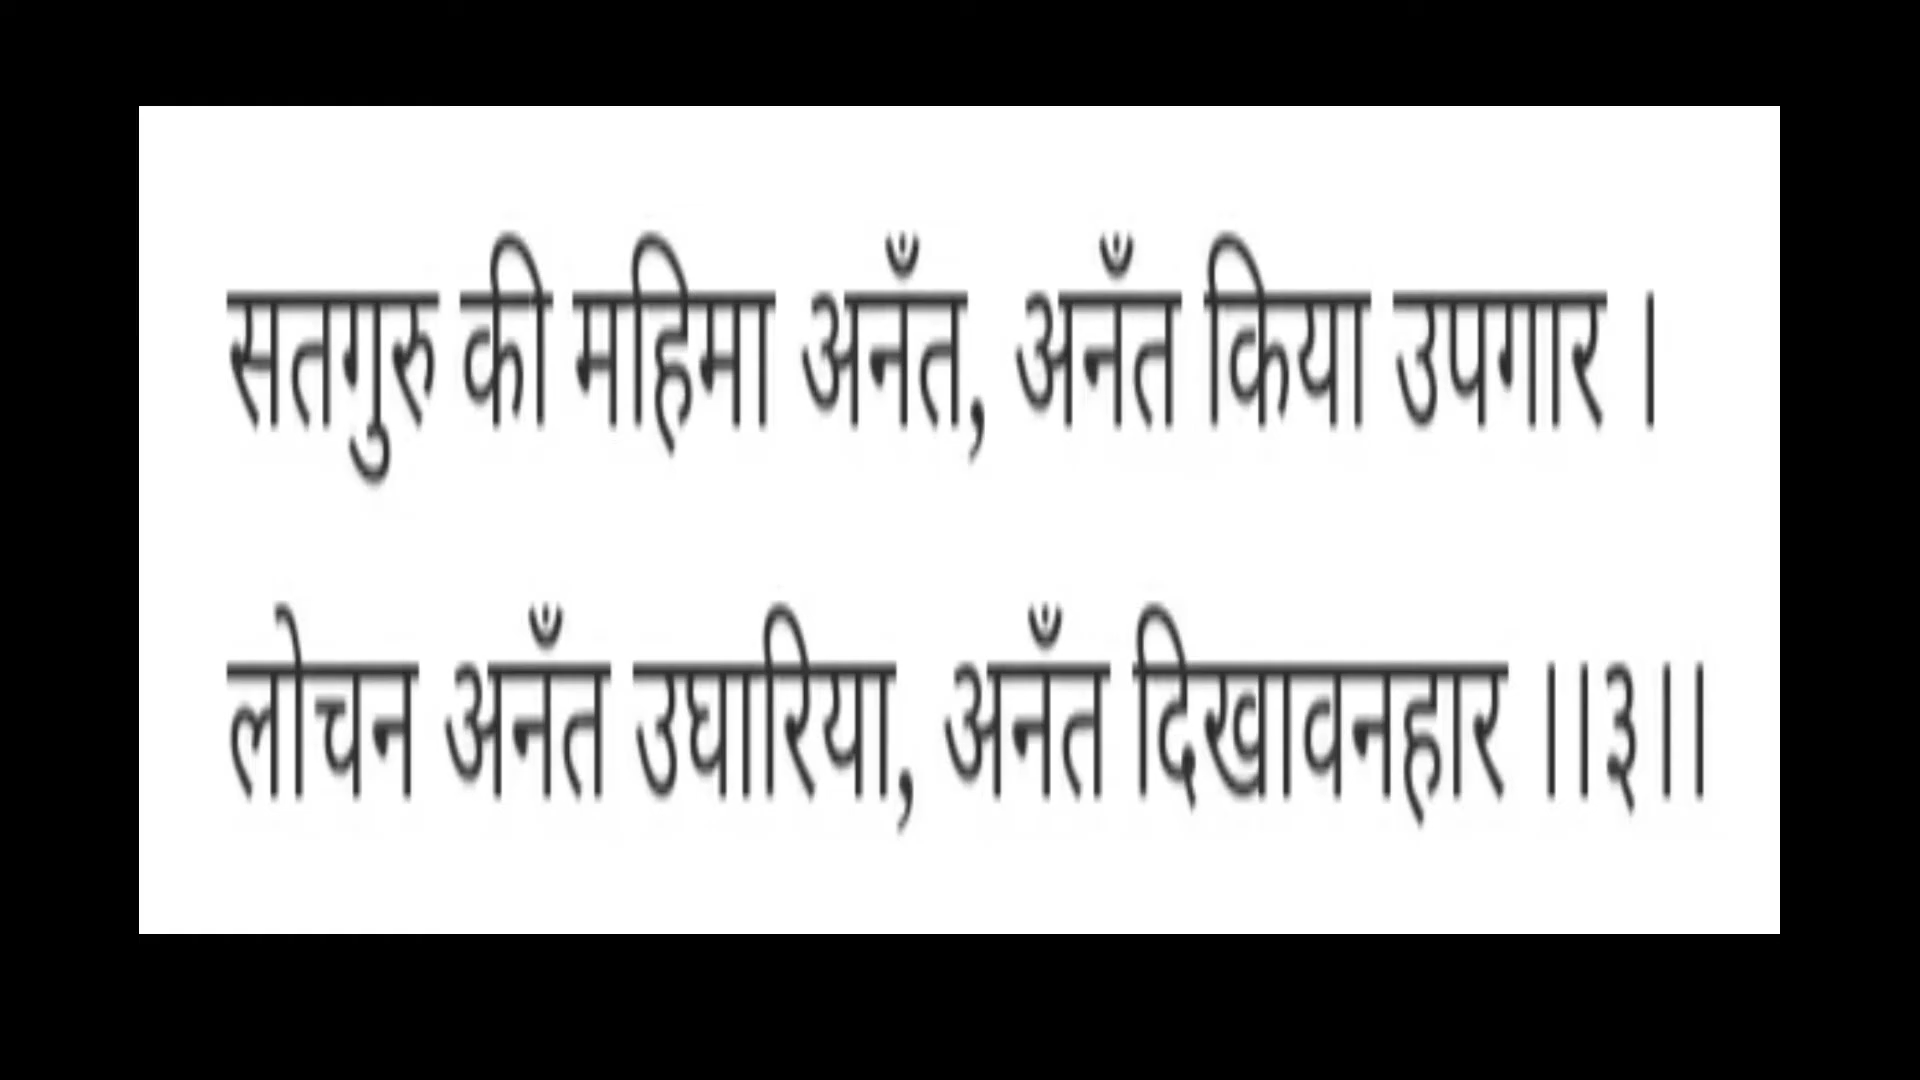 सतगुरु की महिमा अनँत, अनँत किया उपगार ।
लोचन अनँत उघारिया, अनँत दिखावनहार ।।३।।